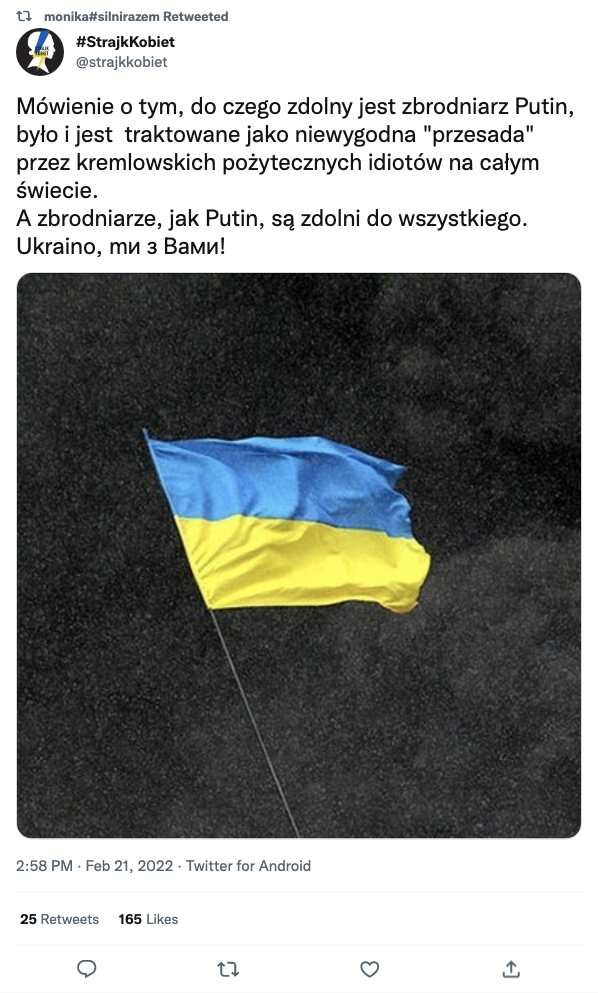 monika#silnirazem Retweeted
#StrajkKobiet
@strajkkobiet
Mówienie o tym, do czego zdolny jest zbrodniarz Putin,
było i jest  traktowane jako niewygodna "przesada"
przez kremlowskich pożytecznych idiotów na całym
świecie.
A zbrodniarze, jak Putin, są zdolni do wszystkiego.
Ukraino, ми з Вами!
2:58 PM · Feb 21, 2022 · Twitter for Android
25 Retweets 165 Likes